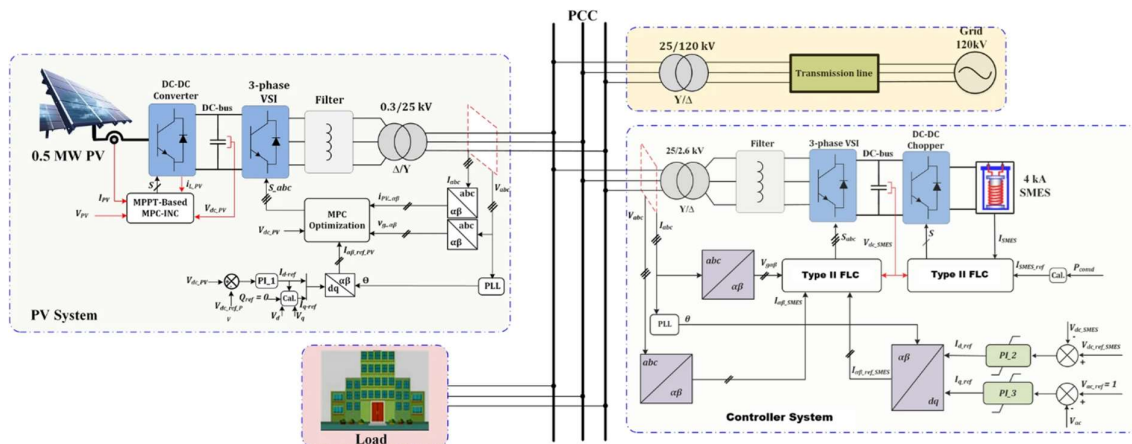 PCC
DC-DC
Converter
DC-bus
3-phase
VSI
Filter
0.3/25 kV
Δ/Y
0.5 MW PV
S
i_L_PV
I_PV
V_PV
MPPT-Based
MPC-INC
V_dc_PV
S_abc
I_abc
V_abc
abc
αβ
i_PV_αβ
abc
αβ
MPC
Optimization
V_dc_PV
I_αβ_ref_PV
V_dc_PV
PI_1
I_d-ref
V_dc_ref_P
V
Q_ref = 0
Cal.
I_q-ref
V_d
V_q
αβ
dq
θ
PLL
PV System
Load
25/120 kV
Y/Δ
Transmission line
Grid
120kV
25/2.6 kV
Y/Δ
Filter
3-phase VSI
DC-bus
DC-DC
Chopper
4 kA
SMES
V_abc
I_abc
S_abc
V_dc_SMES
S
I_SMES
abc
αβ
V_gαβ
Type II FLC
Type II FLC
I_SMES_ref
Cal.
P_comd
I_αβ_SMES
PLL
θ
abc
αβ
I_αβ_ref_SMES
αβ
dq
I_d_ref
PI_2
V_dc_SMES
-
+
V_dc_ref_SMES
I_q_ref
PI_3
V_ac_ref = 1
+
-
V_ac
Controller System